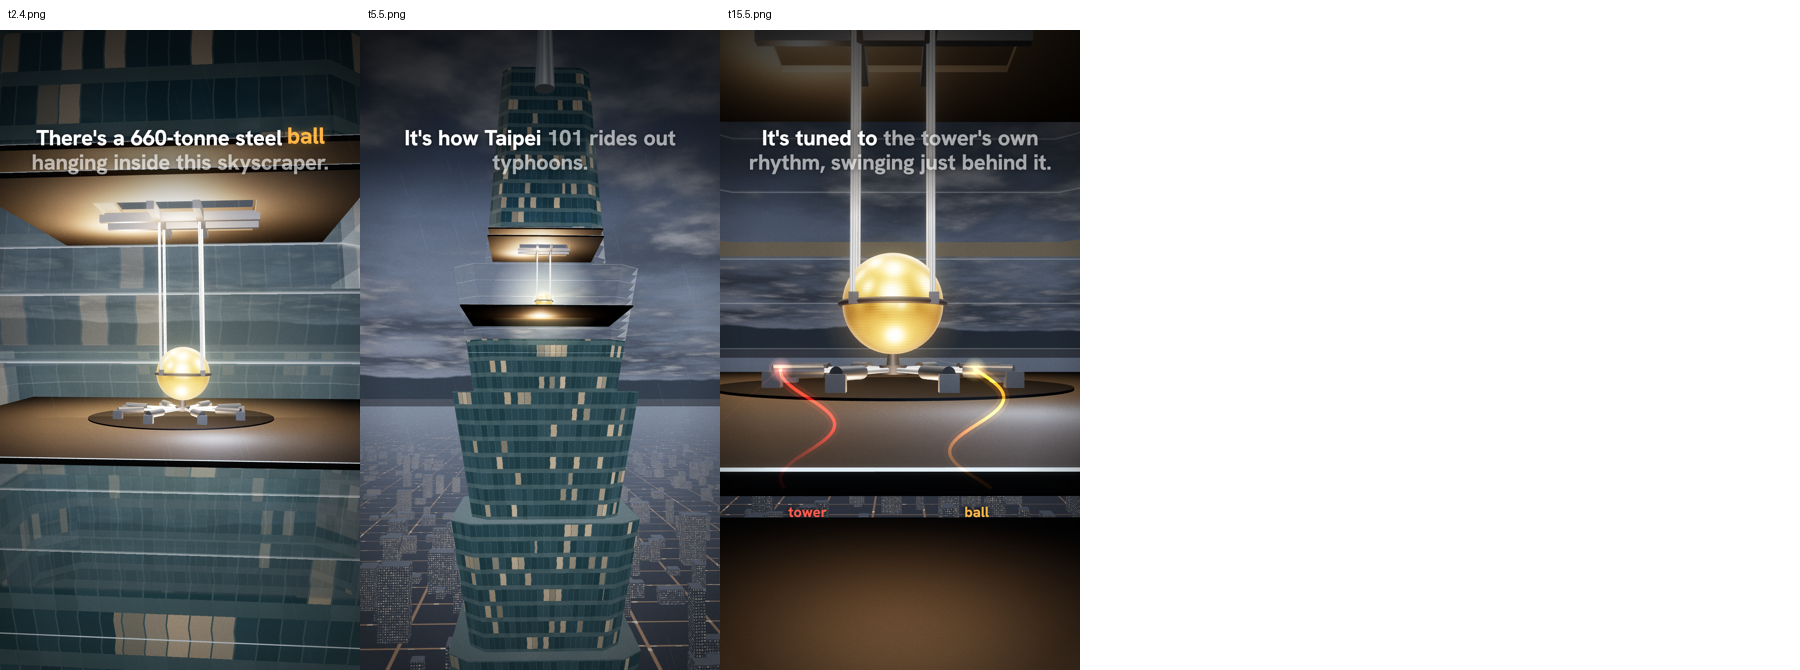 t2.4.png
t5.5.png
t15.5.png
There's a 660-tonne steel ball
hanging inside this skyscraper.
It's how Taipei 101 rides out
typhoons.
It's tuned to the tower's own
rhythm, swinging just behind it.
tower
ball